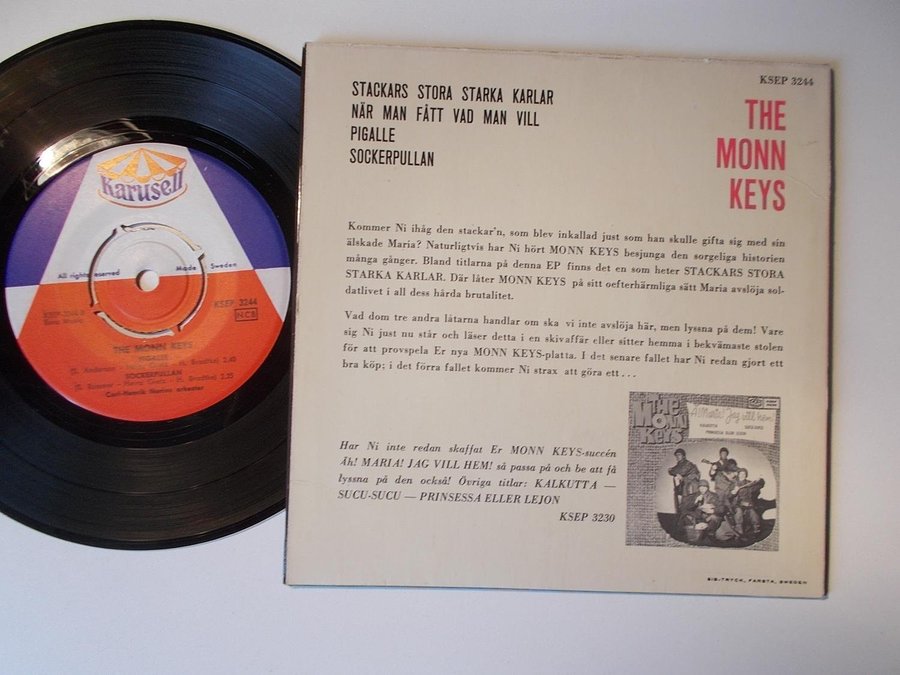 Karusell
All rights reserved
Made Sweden
KSEP 3244
NCB
THE MONN KEYS
PIGALLE
2.40
SOCKERPULLAN
2.35
Carl-Henrik Norins orkester
KSEP 3244
STACKARS STORA STARKA KARLAR
NÄR MAN FÅTT VAD MAN VILL
PIGALLE
SOCKERPULLAN
THE
MONN
KEYS
Kommer Ni ihåg den stackar'n, som blev inkallad just som han skulle gifta sig med sin
älskade Maria? Naturligtvis har Ni hört MONN KEYS besjunga den sorgeliga historien
många gånger. Bland titlarna på denna EP finns det en som heter STACKARS STORA
STARKA KARLAR. Där låter MONN KEYS på sitt oefterhärmliga sätt Maria avslöja sol-
datlivet i all dess hårda brutalitet.
Vad dom tre andra låtarna handlar om ska vi inte avslöja här, men lyssna på dem! Vare
sig Ni just nu står och läser detta i en skivaffär eller sitter hemma i bekvämaste stolen
för att provspela Er nya MONN KEYS-platta. I det senare fallet har Ni redan gjort ett
bra köp; i det förra fallet kommer Ni strax att göra ett ...
Har Ni inte redan skaffat Er MONN KEYS-succén
Äh! MARIA! JAG VILL HEM! så passa på och be att få
lyssna på den också! Övriga titlar: KALKUTTA —
SUCU-SUCU — PRINSESSA ELLER LEJON
KSEP 3230
THE
MONN
KEYS
Maria! Jag vill hem!
KALKUTTA
PRINSESSA ELLER LEJON
SIB-TRYCK, FARSTA, SWEDEN